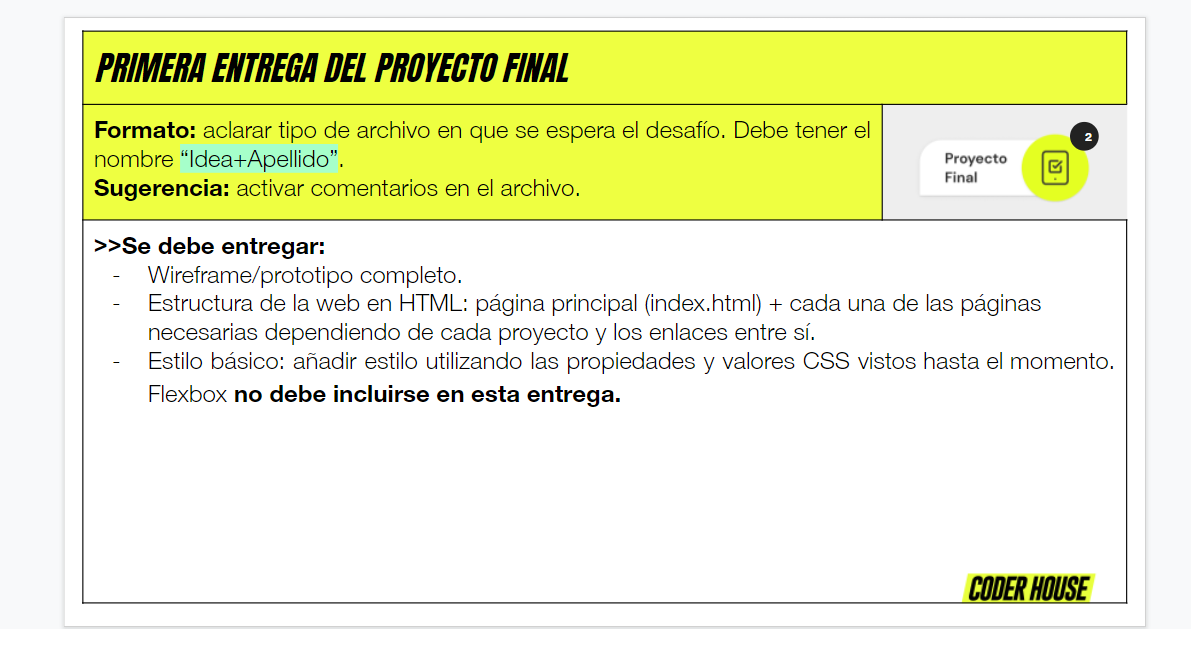 PRIMERA ENTREGA DEL PROYECTO FINAL
Formato: aclarar tipo de archivo en que se espera el desafío. Debe tener el
nombre “Idea+Apellido”.
Sugerencia: activar comentarios en el archivo.
2
Proyecto
Final
>>Se debe entregar:
- Wireframe/prototipo completo.
- Estructura de la web en HTML: página principal (index.html) + cada una de las páginas
necesarias dependiendo de cada proyecto y los enlaces entre sí.
- Estilo básico: añadir estilo utilizando las propiedades y valores CSS vistos hasta el momento.
Flexbox no debe incluirse en esta entrega.
CODER HOUSE